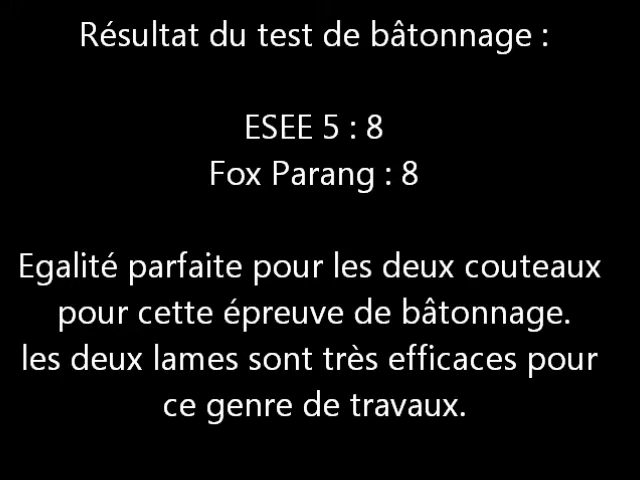 Résultat du test de bâtonnage :
ESEE 5 : 8
Fox Parang : 8
Egalité parfaite pour les deux couteaux
pour cette épreuve de bâtonnage.
les deux lames sont très efficaces pour
ce genre de travaux.